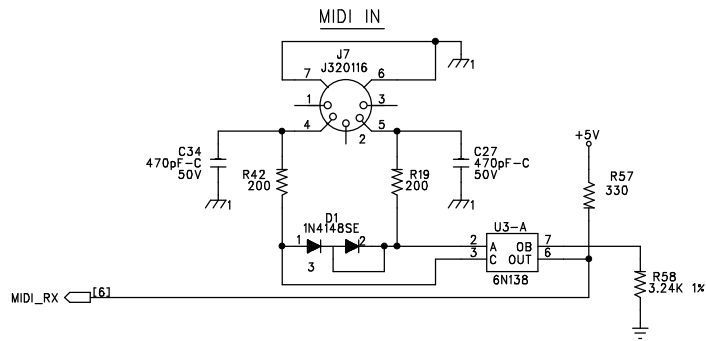 MIDI IN
J7
J320116
7 6
1 3
4 2 5
1
C34
470pF-C
50V
1
R42
200
R19
200
C27
470pF-C
50V
1
+5V
R57
330
D1
1N4148SE
1 2
3
U3-A
2 A OB 7
3 C OUT 6
6N138
R58
3.24K 1%
MIDI_RX [6]